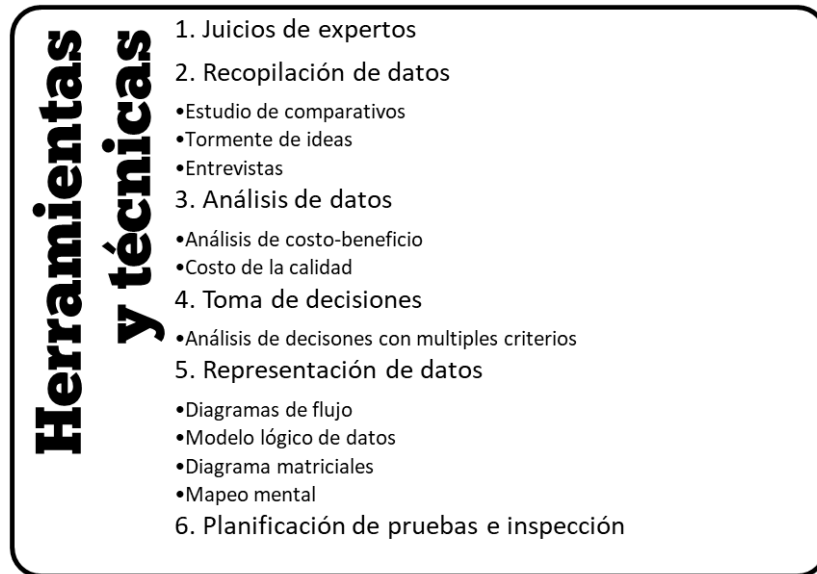 Herramientas
y técnicas
1. Juicios de expertos
2. Recopilación de datos
•Estudio de comparativos
•Tormente de ideas
•Entrevistas
3. Análisis de datos
•Análisis de costo-beneficio
•Costo de la calidad
4. Toma de decisiones
•Análisis de decisones con multiples criterios
5. Representación de datos
•Diagramas de flujo
•Modelo lógico de datos
•Diagrama matriciales
•Mapeo mental
6. Planificación de pruebas e inspección